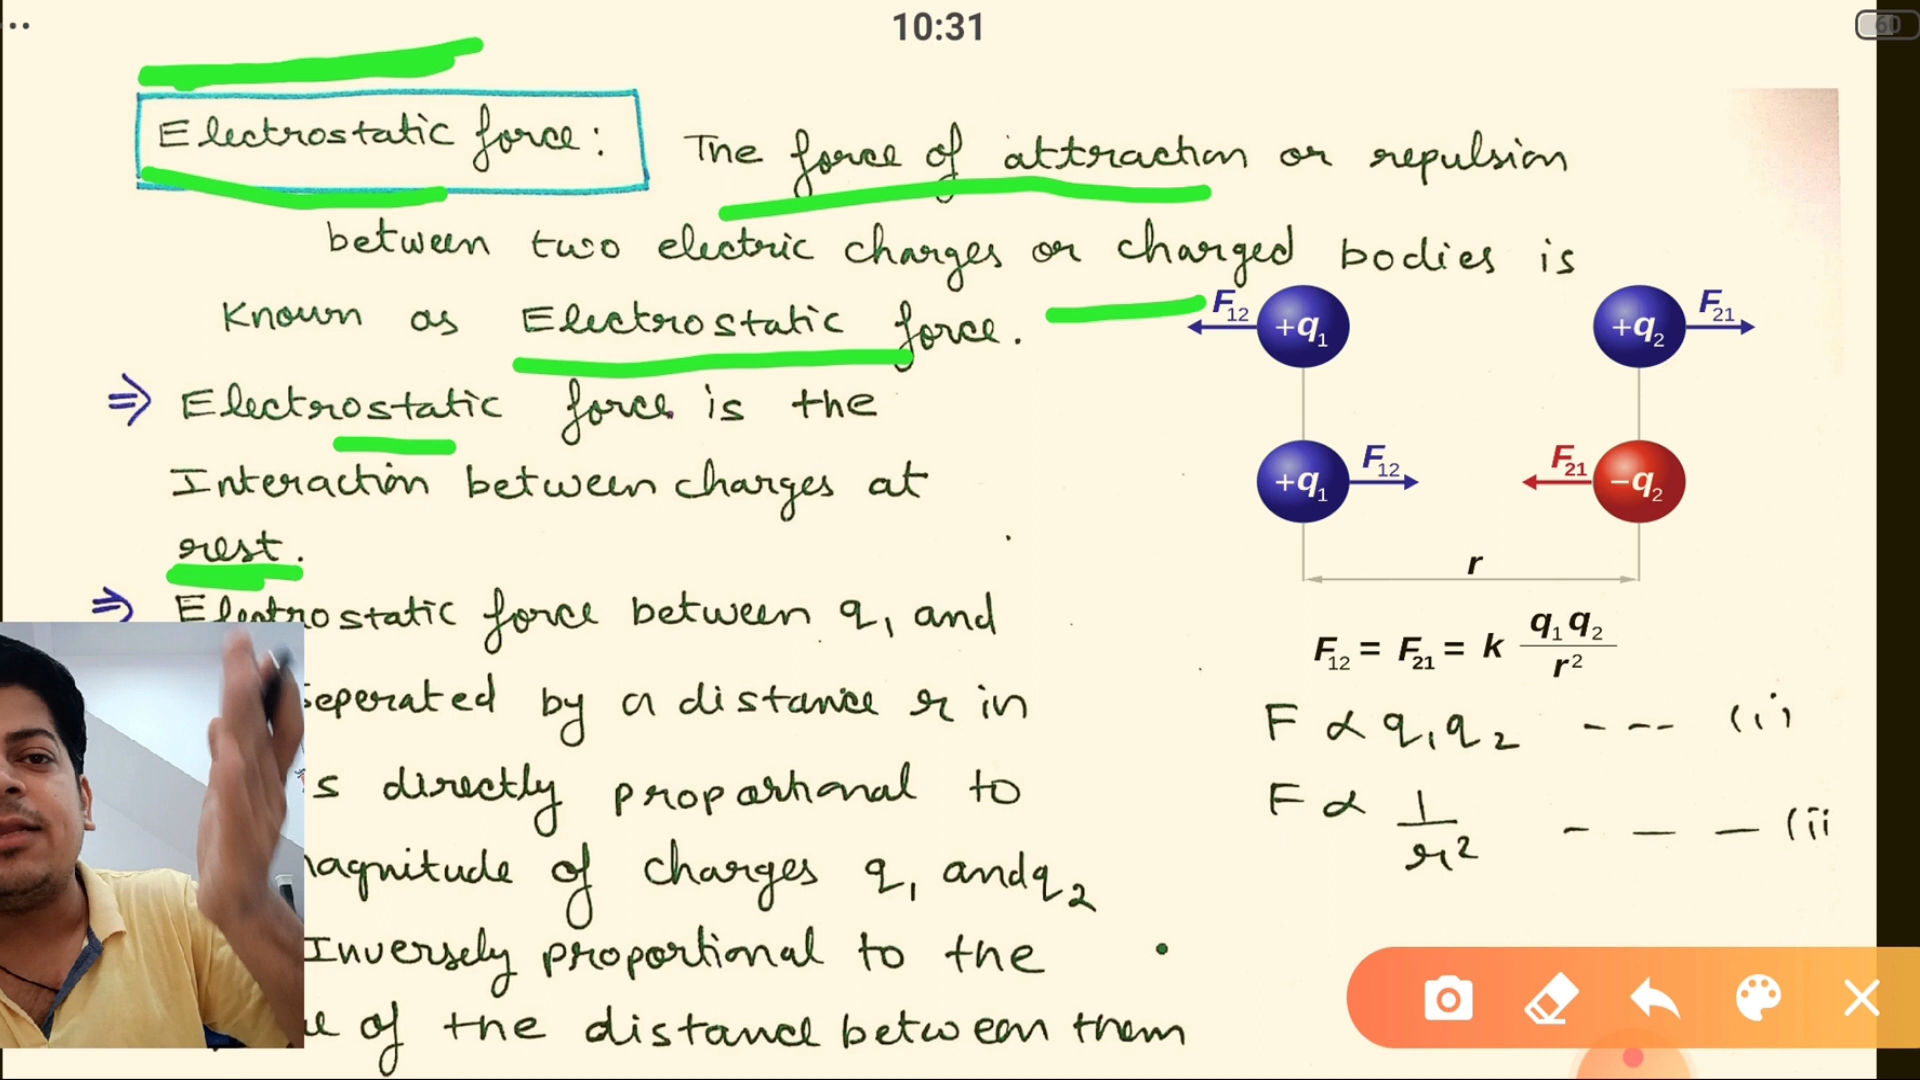 10:31
60
Electrostatic force: The force of attraction or repulsion
between two electric charges or charged bodies is
Known as Electrostatic force.
⇒ Electrostatic force is the
Interaction between charges at
rest.
⇒ Electrostatic force between q₁ and
seperated by a distance r in
directly proportional to
magnitude of charges q₁ and q₂
Inversely proportional to the
of the distance between them
F₁₂ +q₁ +q₂ F₂₁
+q₁ F₁₂ F₂₁ −q₂
r
F₁₂ = F₂₁ = k q₁q₂ / r²
F ∝ q₁q₂ - - - (i)
F ∝ 1 / r² - - - (ii